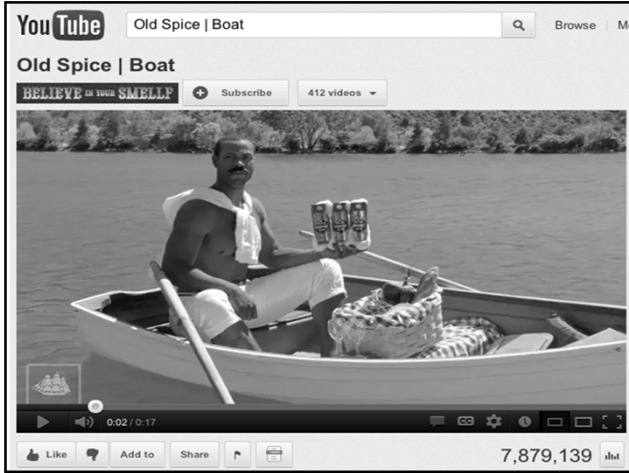 YouTube Old Spice | Boat Browse M
Old Spice | Boat
BELIEVE IN YOUR SMELLF Subscribe 412 videos
0:02 / 0:17 CC
Like Add to Share 7,879,139